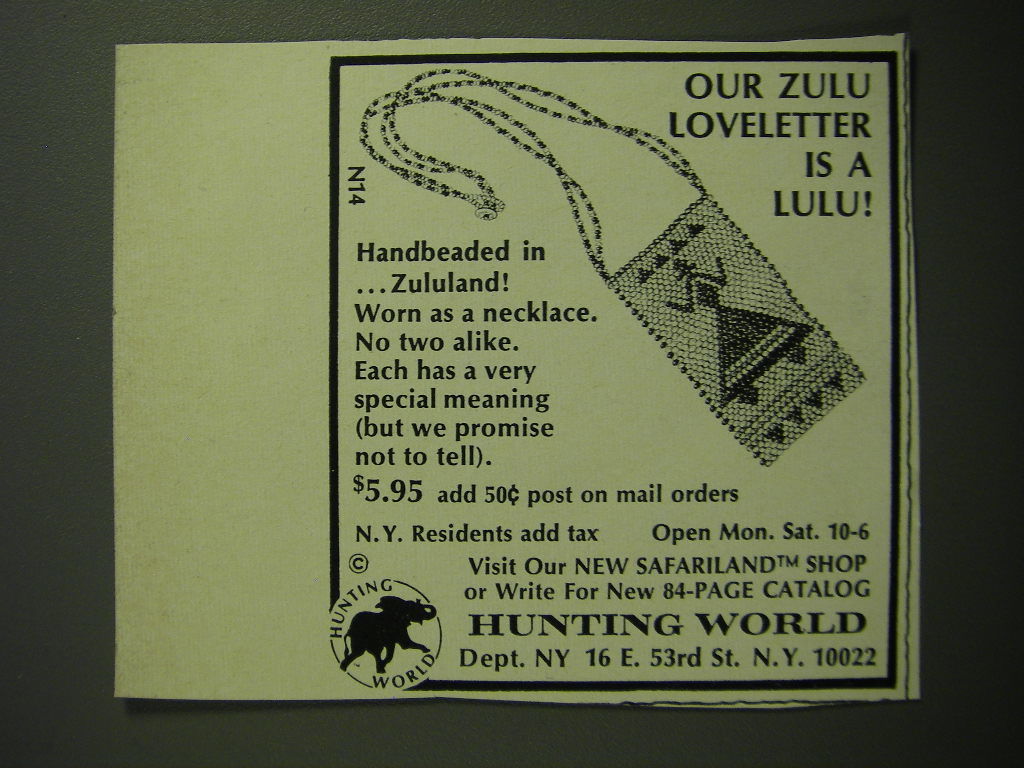 OUR ZULU
LOVELETTER
IS A
LULU!
N14
Handbeaded in
...Zululand!
Worn as a necklace.
No two alike.
Each has a very
special meaning
(but we promise
not to tell).
$5.95 add 50¢ post on mail orders
N.Y. Residents add tax Open Mon. Sat. 10-6
©
Visit Our NEW SAFARILAND™ SHOP
or Write For New 84-PAGE CATALOG
HUNTING WORLD
HUNTING WORLD
Dept. NY 16 E. 53rd St. N.Y. 10022